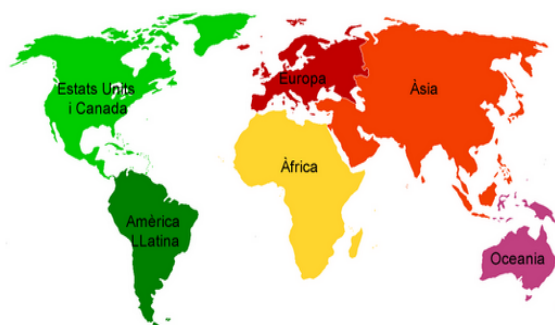 Estats Units
i Canada
Europa
Àsia
Àfrica
Amèrica
LLatina
Oceania